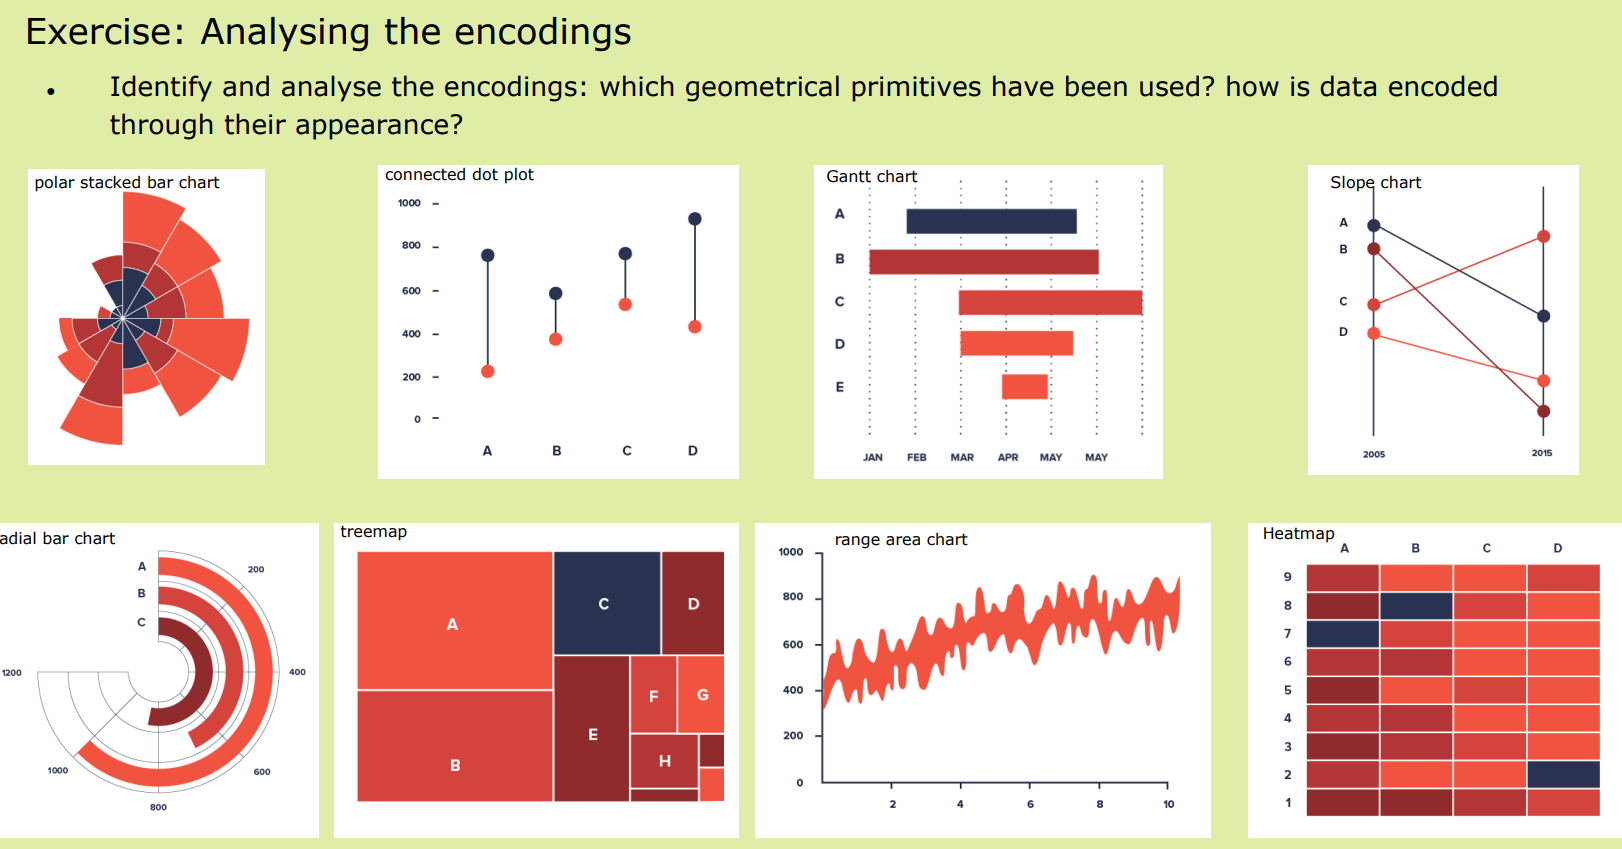 Exercise: Analysing the encodings
• Identify and analyse the encodings: which geometrical primitives have been used? how is data encoded
through their appearance?
polar stacked bar chart
connected dot plot
1000
800
600
400
200
0
A B C D
Gantt chart
A
B
C
D
E
JAN FEB MAR APR MAY MAY
Slope chart
A
B
C
D
2005 2015
adial bar chart
A
B
C
200
400
600
800
1000
1200
treemap
A
B
C
D
E
F
G
H
range area chart
1000
800
600
400
200
0
2 4 6 8 10
Heatmap
A B C D
9
8
7
6
5
4
3
2
1